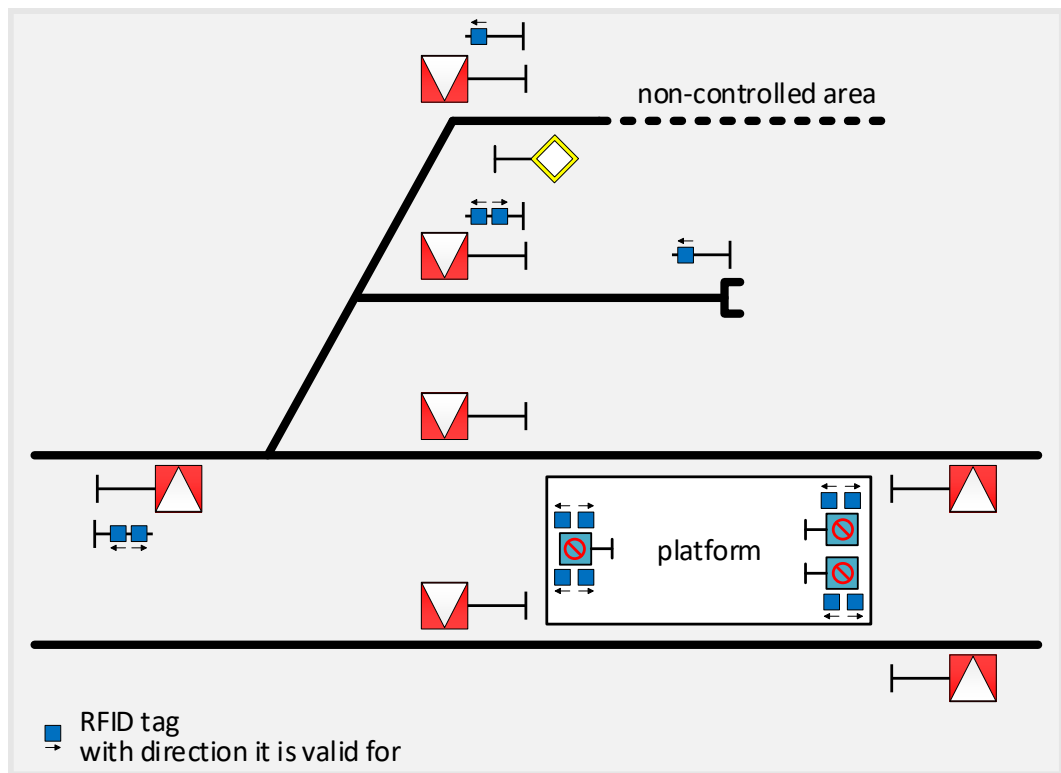 non-controlled area
platform
RFID tag
with direction it is valid for